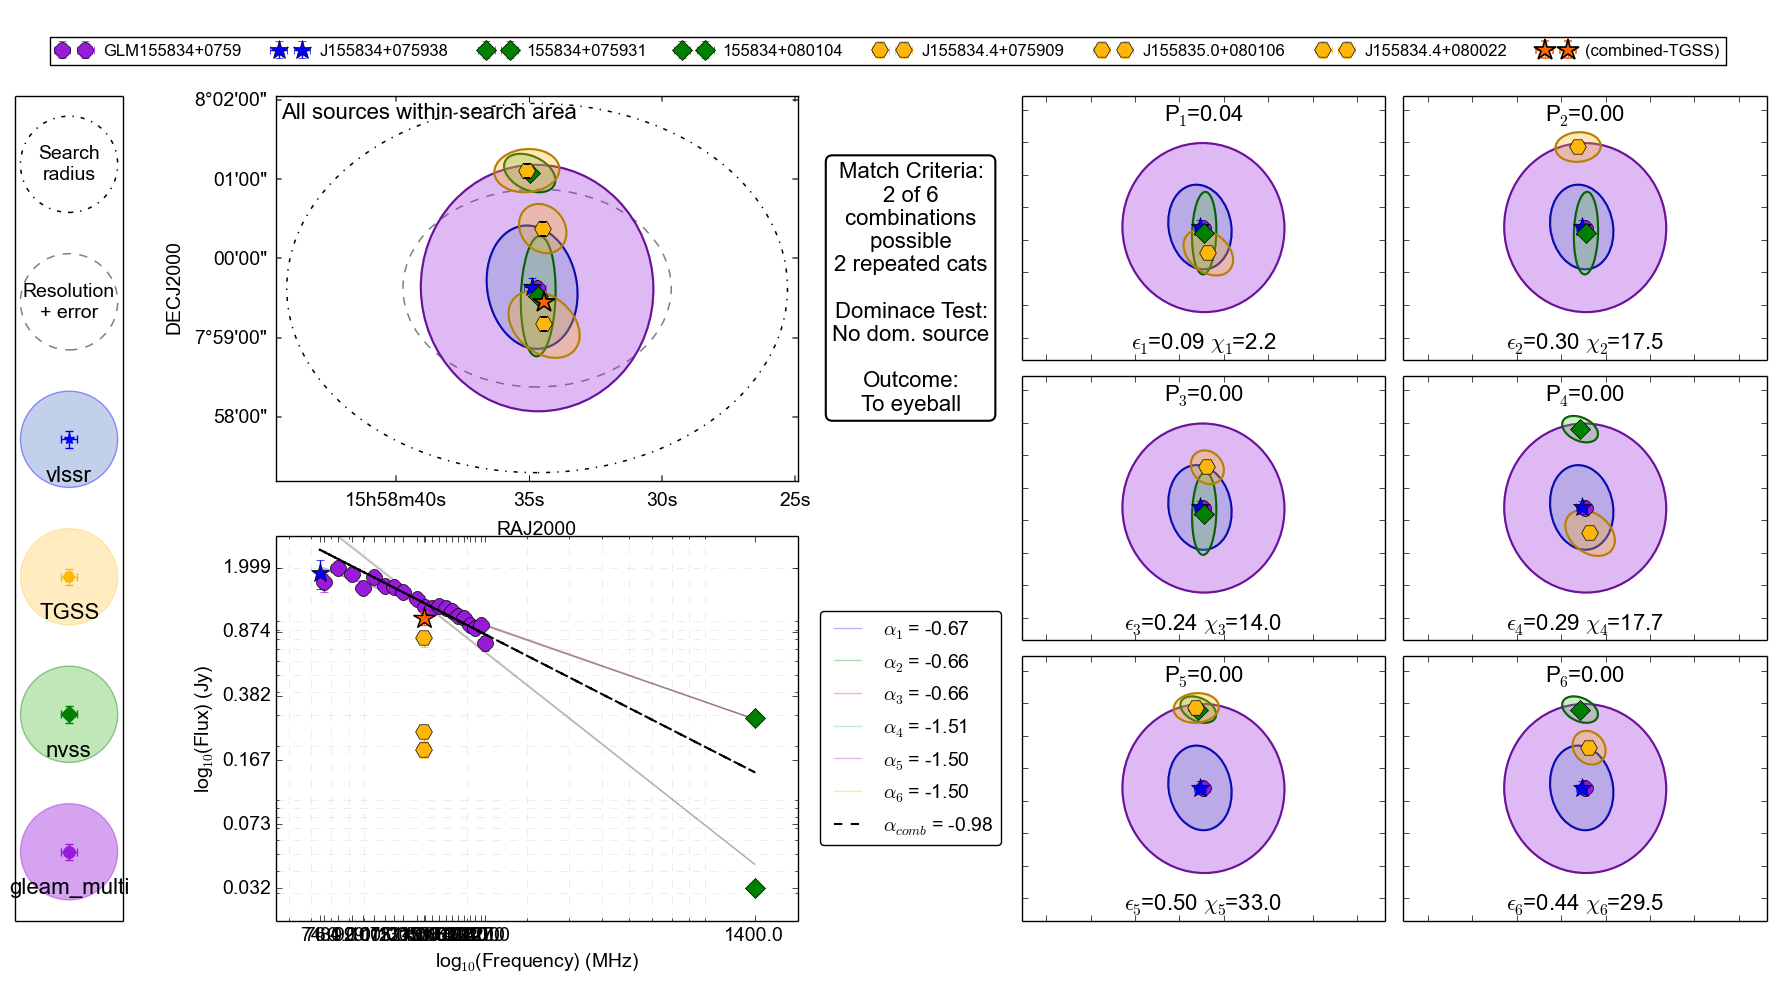 GLM155834+0759 J155834+075938 155834+075931 155834+080104 J155834.4+075909 J155835.0+080106 J155834.4+080022 (combined-TGSS)
Search
radius
Resolution
+ error
vlssr
TGSS
nvss
gleam_multi
All sources within search area
8°02'00"
01'00"
00'00"
7°59'00"
58'00"
DECJ2000
15h58m40s 35s 30s 25s
RAJ2000
Match Criteria:
2 of 6
combinations
possible
2 repeated cats
Dominace Test:
No dom. source
Outcome:
To eyeball
1.999
0.874
0.382
0.167
0.073
0.032
log10(Flux) (Jy)
1400.0
log10(Frequency) (MHz)
α1 = -0.67
α2 = -0.66
α3 = -0.66
α4 = -1.51
α5 = -1.50
α6 = -1.50
αcomb = -0.98
P1=0.04
ϵ1=0.09 χ1=2.2
P2=0.00
ϵ2=0.30 χ2=17.5
P3=0.00
ϵ3=0.24 χ3=14.0
P4=0.00
ϵ4=0.29 χ4=17.7
P5=0.00
ϵ5=0.50 χ5=33.0
P6=0.00
ϵ6=0.44 χ6=29.5